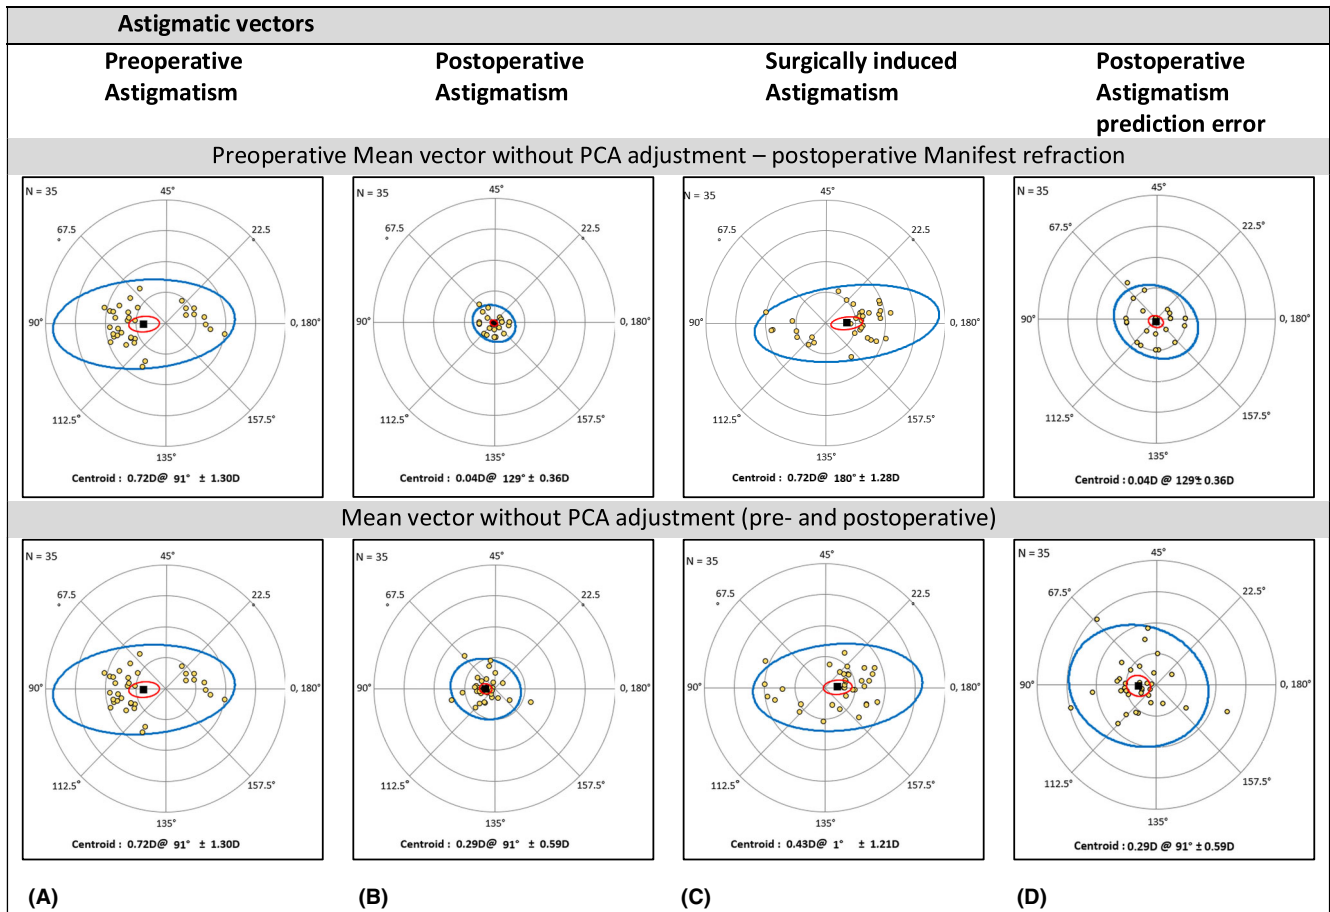 Astigmatic vectors
Preoperative Astigmatism
Postoperative Astigmatism
Surgically induced Astigmatism
Postoperative Astigmatism prediction error
Preoperative Mean vector without PCA adjustment – postoperative Manifest refraction
N = 35
45°
67.5°
22.5°
90°
0, 180°
112.5°
157.5°
135°
Centroid : 0.72D@ 91° ± 1.30D
N = 35
45°
67.5°
22.5°
90°
0, 180°
112.5°
157.5°
135°
Centroid : 0.04D@ 129° ± 0.36D
N = 35
45°
67.5°
22.5°
90°
0, 180°
112.5°
157.5°
135°
Centroid : 0.72D@ 180° ± 1.28D
N = 35
45°
67.5°
22.5°
90°
0, 180°
112.5°
157.5°
135°
Centroid : 0.04D @ 129° ± 0.36D
Mean vector without PCA adjustment (pre- and postoperative)
N = 35
45°
67.5°
22.5°
90°
0, 180°
112.5°
157.5°
135°
Centroid : 0.72D@ 91° ± 1.30D
N = 35
45°
67.5°
22.5°
90°
0, 180°
112.5°
157.5°
135°
Centroid : 0.29D@ 91° ± 0.59D
N = 35
45°
67.5°
22.5°
90°
0, 180°
112.5°
157.5°
135°
Centroid : 0.43D@ 1° ± 1.21D
N = 35
45°
67.5°
22.5°
90°
0, 180°
112.5°
157.5°
135°
Centroid : 0.29D @ 91° ± 0.59D
(A)
(B)
(C)
(D)